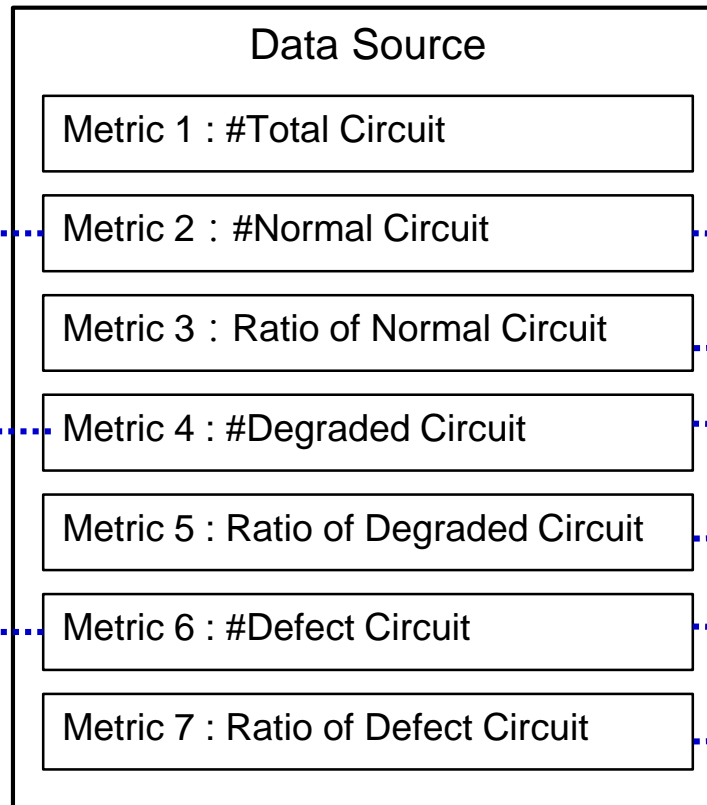 Data Source
Metric 1 : #Total Circuit
Metric 2：#Normal Circuit
Metric 3：Ratio of Normal Circuit
Metric 4 : #Degraded Circuit
Metric 5 : Ratio of Degraded Circuit
Metric 6 : #Defect Circuit
Metric 7 : Ratio of Defect Circuit